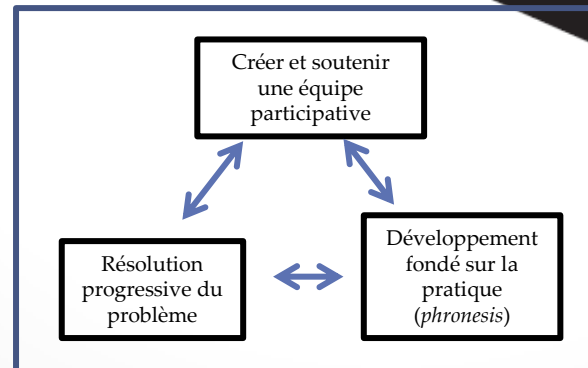 Créer et soutenir
une équipe
participative
Résolution
progressive du
problème
Développement
fondé sur la
pratique
(phronesis)